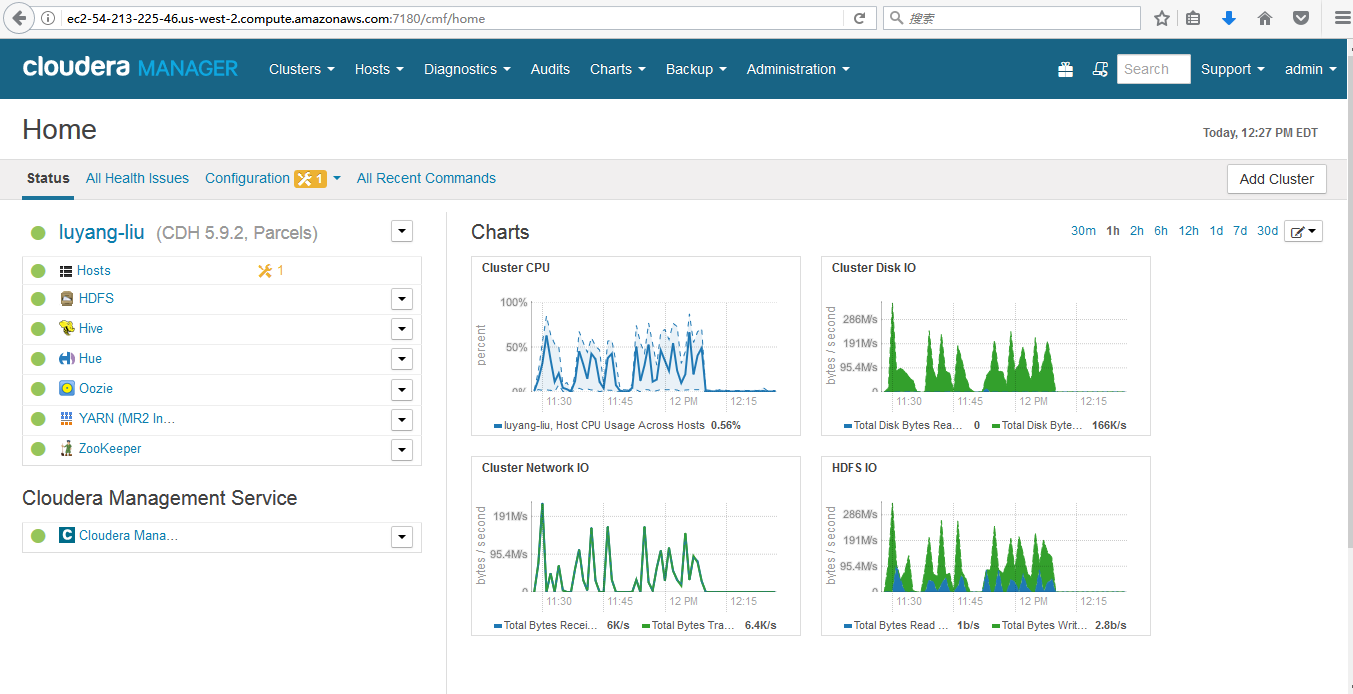 ec2-54-213-225-46.us-west-2.compute.amazonaws.com:7180/cmf/home
搜索
cloudera MANAGER
Clusters
Hosts
Diagnostics
Audits
Charts
Backup
Administration
Search
Support
admin
Home
Today, 12:27 PM EDT
Status
All Health Issues
Configuration 1
All Recent Commands
Add Cluster
luyang-liu (CDH 5.9.2, Parcels)
Hosts 1
HDFS
Hive
Hue
Oozie
YARN (MR2 In...
ZooKeeper
Cloudera Management Service
C Cloudera Mana...
Charts
30m 1h 2h 6h 12h 1d 7d 30d
Cluster CPU
percent
100%
50%
0%
11:30 11:45 12 PM 12:15
luyang-liu, Host CPU Usage Across Hosts 0.56%
Cluster Disk IO
bytes / second
286M/s
191M/s
95.4M/s
0
11:30 11:45 12 PM 12:15
Total Disk Bytes Rea... 0 Total Disk Byte... 166K/s
Cluster Network IO
bytes / second
191M/s
95.4M/s
0
11:30 11:45 12 PM 12:15
Total Bytes Recei... 6K/s Total Bytes Tra... 6.4K/s
HDFS IO
bytes / second
286M/s
191M/s
95.4M/s
0
11:30 11:45 12 PM 12:15
Total Bytes Read ... 1b/s Total Bytes Writ... 2.8b/s